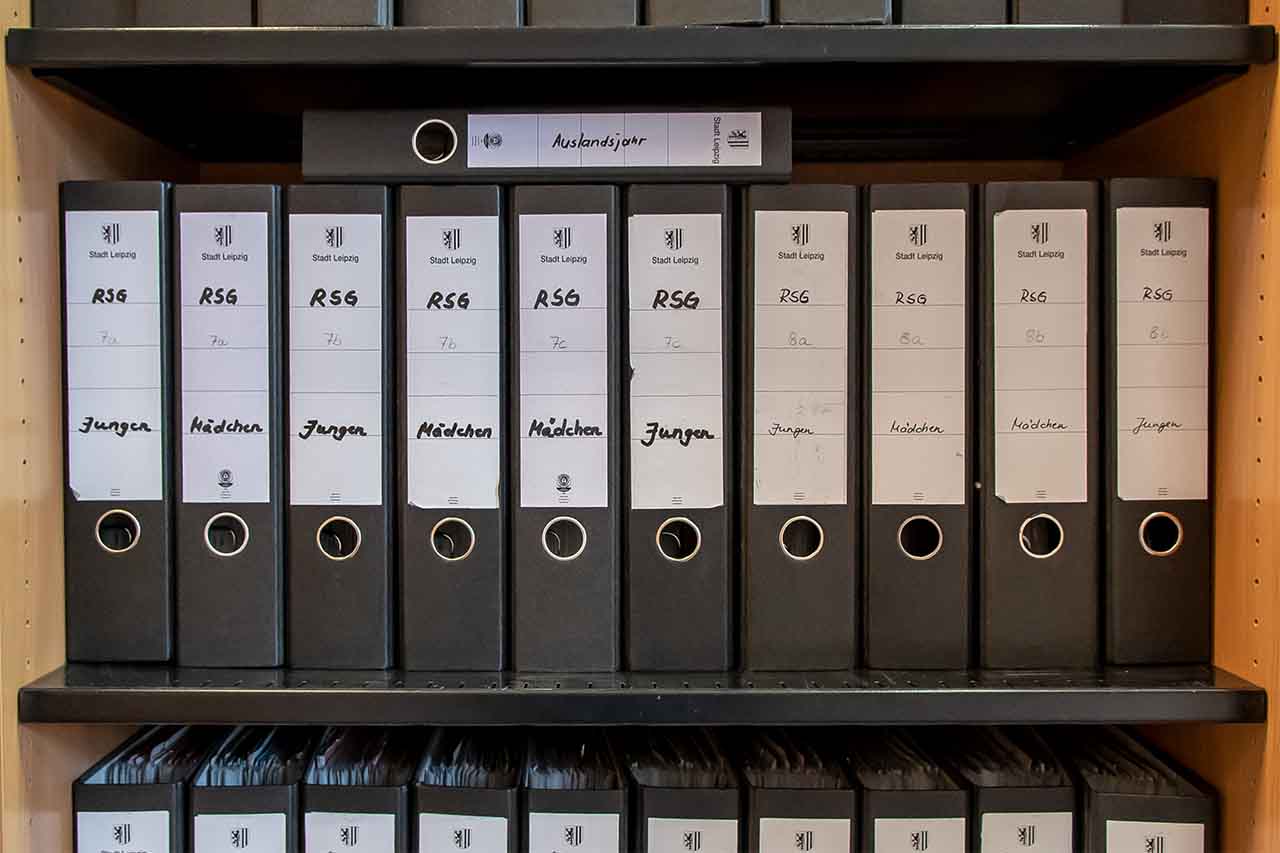 Auslandsjahr
Stadt Leipzig
Stadt Leipzig
RSG
7a
Jungen
Stadt Leipzig
RSG
7a
Mädchen
Stadt Leipzig
RSG
7b
Jungen
Stadt Leipzig
RSG
7b
Mädchen
Stadt Leipzig
RSG
7c
Mädchen
Stadt Leipzig
RSG
7c
Jungen
Stadt Leipzig
RSG
8a
Jungen
Stadt Leipzig
RSG
8a
Mädchen
Stadt Leipzig
RSG
8b
Mädchen
Stadt Leipzig
RSG
8b
Jungen